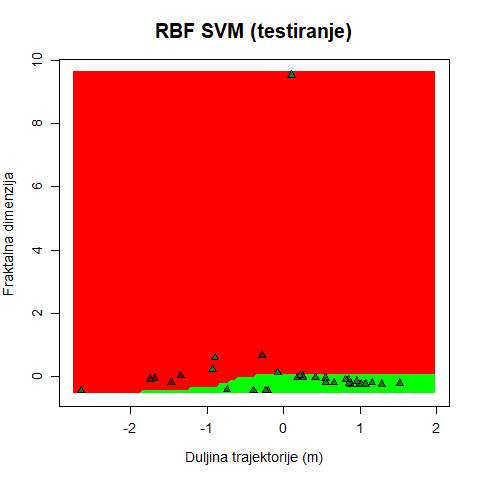 RBF SVM (testiranje)
Fraktalna dimenzija
10
8
6
4
2
0
-2 -1 0 1 2
Duljina trajektorije (m)